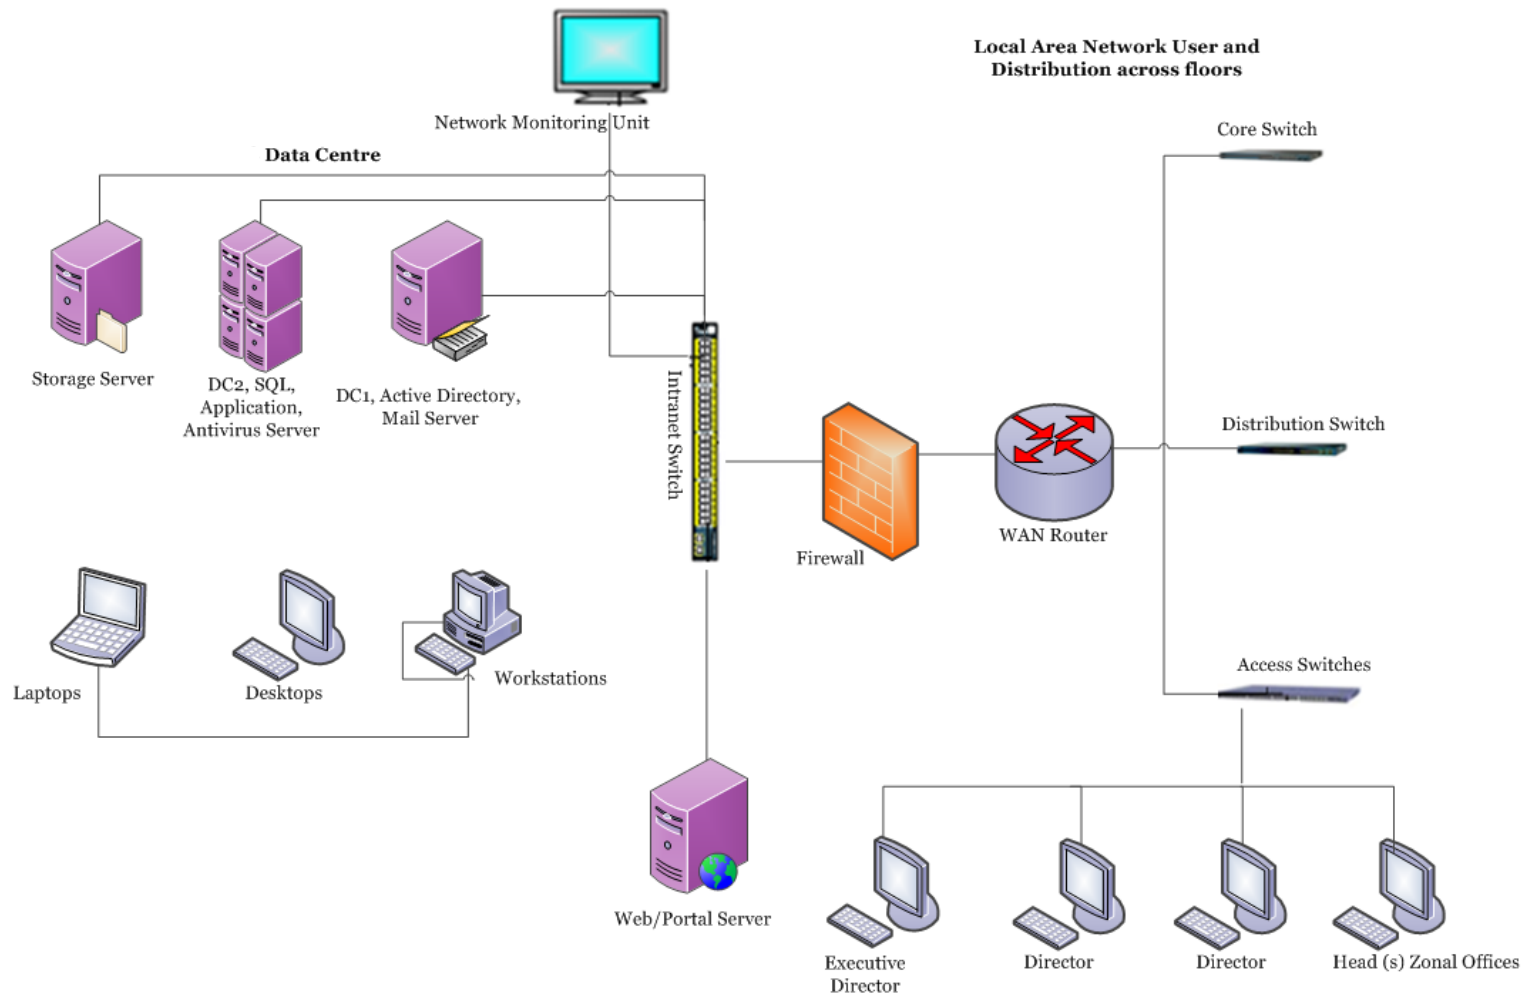 Local Area Network User and
Distribution across floors
Network Monitoring Unit
Core Switch
Data Centre
Storage Server
DC2, SQL,
Application,
Antivirus Server
DC1, Active Directory,
Mail Server
Intranet Switch
Distribution Switch
Firewall
WAN Router
Laptops
Desktops
Workstations
Access Switches
Web/Portal Server
Executive
Director
Director
Director
Head (s) Zonal Offices